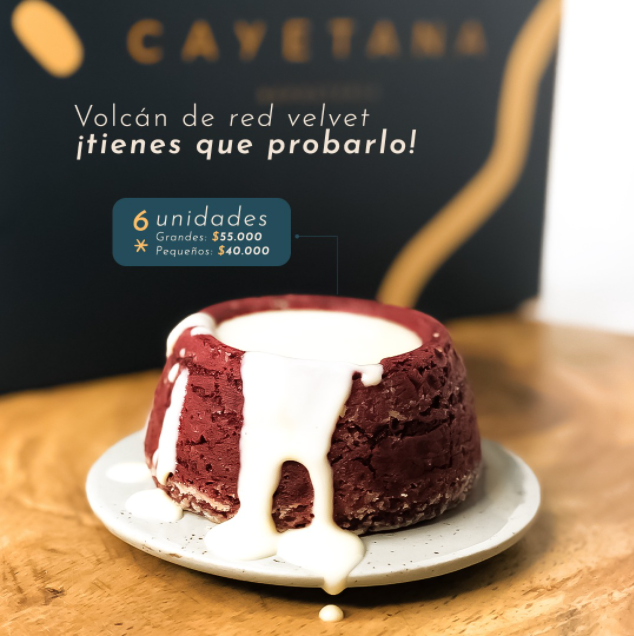 CAYETANA
Volcán de red velvet
¡tienes que probarlo!
6 unidades
* Grandes: $55.000
Pequeños: $40.000